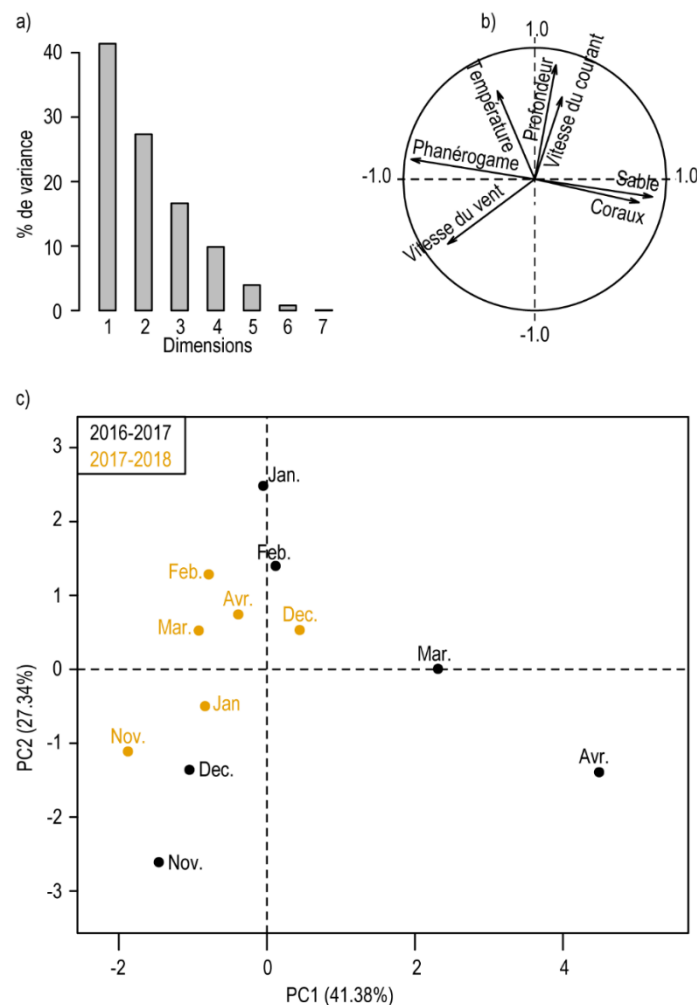 a)
% de variance
40
30
20
10
0
1 2 3 4 5 6 7
Dimensions
b)
1.0
-1.0
1.0
-1.0
Température
Profondeur
Vitesse du courant
Phanérogame
Sable
Coraux
Vitesse du vent
c)
2016-2017
2017-2018
PC2 (27.34%)
3
2
1
0
-1
-2
-3
Jan.
Feb.
Feb.
Avr.
Dec.
Mar.
Mar.
Jan
Nov.
Dec.
Avr.
Nov.
-2 0 2 4
PC1 (41.38%)